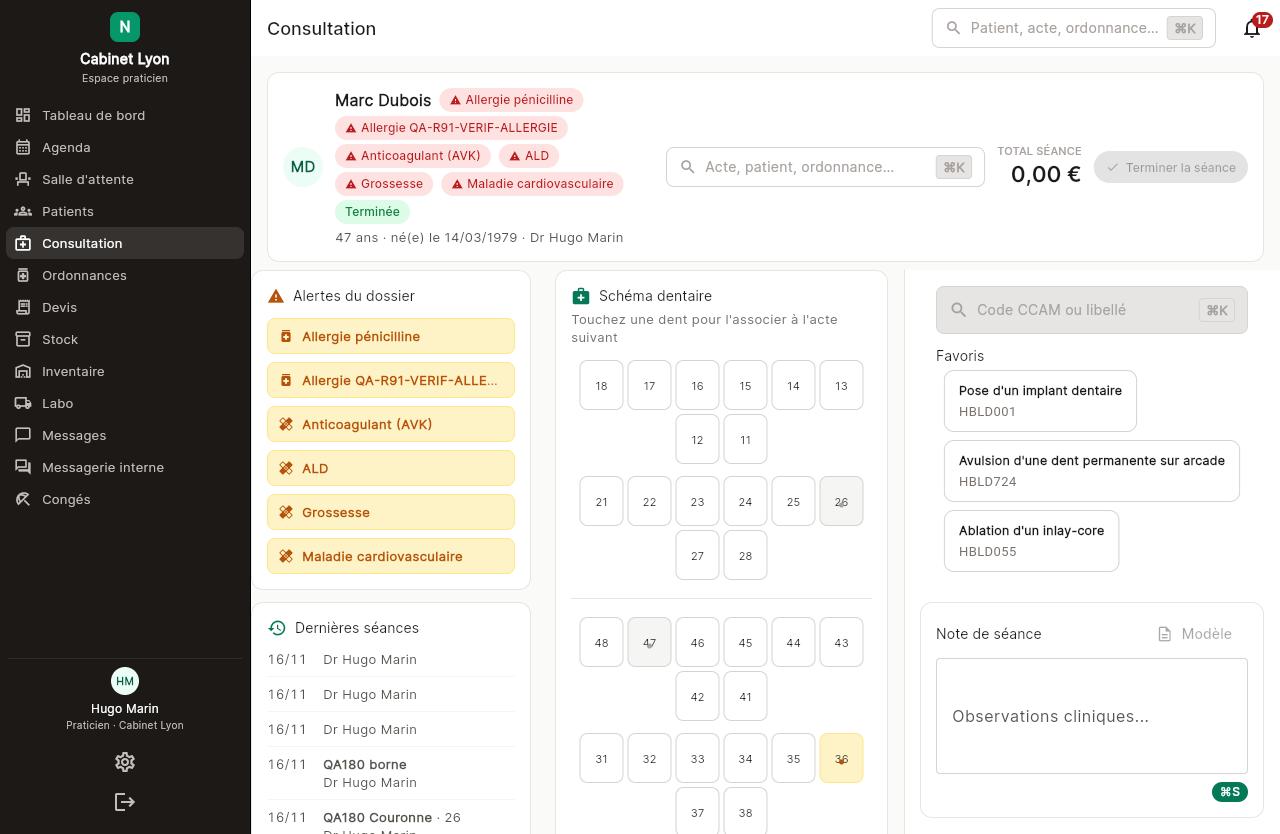 N
Cabinet Lyon
Espace praticien
Tableau de bord
Agenda
Salle d'attente
Patients
Consultation
Ordonnances
Devis
Stock
Inventaire
Labo
Messages
Messagerie interne
Congés
HM
Hugo Marin
Praticien · Cabinet Lyon
Consultation
Patient, acte, ordonnance... ⌘K
17
MD
Marc Dubois
Allergie pénicilline
Allergie QA-R91-VERIF-ALLERGIE
Anticoagulant (AVK) ALD
Grossesse Maladie cardiovasculaire
Terminée
47 ans · né(e) le 14/03/1979 · Dr Hugo Marin
Acte, patient, ordonnance... ⌘K
TOTAL SÉANCE
0,00 €
Terminer la séance
Alertes du dossier
Allergie pénicilline
Allergie QA-R91-VERIF-ALLE...
Anticoagulant (AVK)
ALD
Grossesse
Maladie cardiovasculaire
Dernières séances
16/11 Dr Hugo Marin
16/11 Dr Hugo Marin
16/11 Dr Hugo Marin
16/11 QA180 borne
Dr Hugo Marin
16/11 QA180 Couronne · 26
Dr Hugo Marin
Schéma dentaire
Touchez une dent pour l'associer à l'acte
suivant
18 17 16 15 14 13
12 11
21 22 23 24 25 26
27 28
48 47 46 45 44 43
42 41
31 32 33 34 35 36
37 38
Code CCAM ou libellé ⌘K
Favoris
Pose d'un implant dentaire
HBLD001
Avulsion d'une dent permanente sur arcade
HBLD724
Ablation d'un inlay-core
HBLD055
Note de séance
Modèle
Observations cliniques...
⌘S